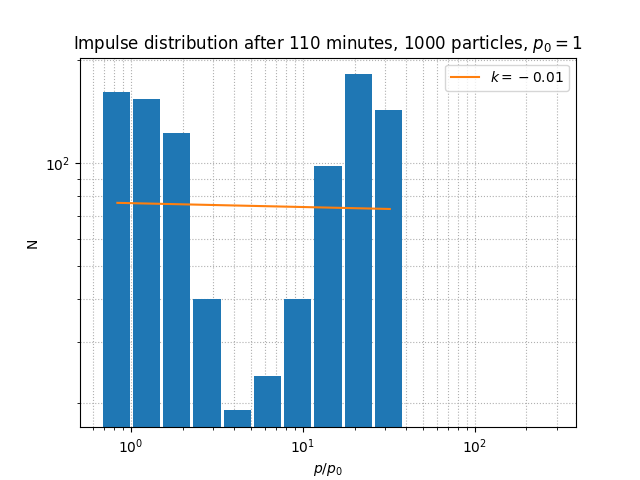 Impulse distribution after 110 minutes, 1000 particles, p₀ = 1
k = − 0.01
10²
N
10⁰ 10¹ 10²
p/p₀